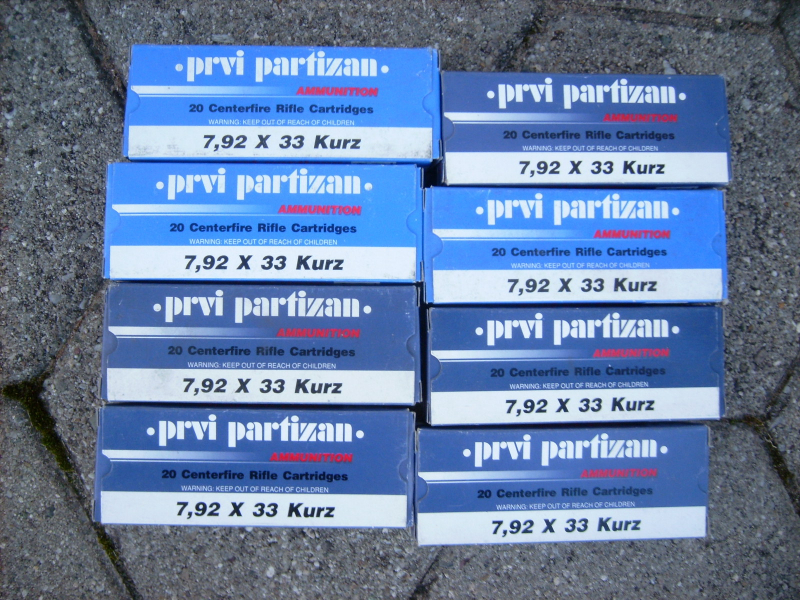 •prvi partizan•
AMMUNITION
20 Centerfire Rifle Cartridges
WARNING: KEEP OUT OF REACH OF CHILDREN
7,92 X 33 Kurz
•prvi partizan•
AMMUNITION
20 Centerfire Rifle Cartridges
WARNING: KEEP OUT OF REACH OF CHILDREN
7,92 X 33 Kurz
•prvi partizan•
AMMUNITION
20 Centerfire Rifle Cartridges
WARNING: KEEP OUT OF REACH OF CHILDREN
7,92 X 33 Kurz
•prvi partizan•
AMMUNITION
20 Centerfire Rifle Cartridges
WARNING: KEEP OUT OF REACH OF CHILDREN
7,92 X 33 Kurz
•prvi partizan•
AMMUNITION
20 Centerfire Rifle Cartridges
WARNING: KEEP OUT OF REACH OF CHILDREN
7,92 X 33 Kurz
•prvi partizan•
AMMUNITION
20 Centerfire Rifle Cartridges
WARNING: KEEP OUT OF REACH OF CHILDREN
7,92 X 33 Kurz
•prvi partizan•
AMMUNITION
20 Centerfire Rifle Cartridges
WARNING: KEEP OUT OF REACH OF CHILDREN
7,92 X 33 Kurz
•prvi partizan•
AMMUNITION
20 Centerfire Rifle Cartridges
WARNING: KEEP OUT OF REACH OF CHILDREN
7,92 X 33 Kurz